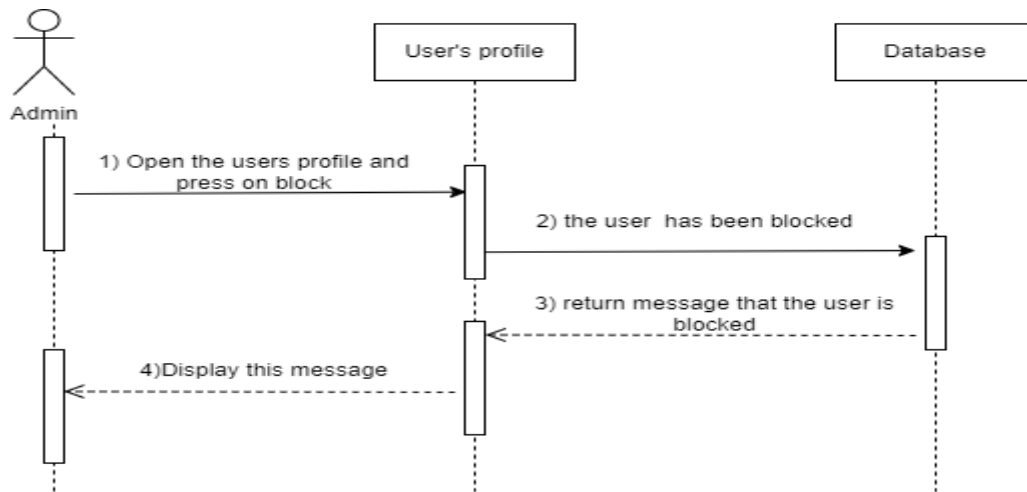 User's profile
Database
Admin
1) Open the users profile and
press on block
2) the user  has been blocked
3) return message that the user is
blocked
4)Display this message